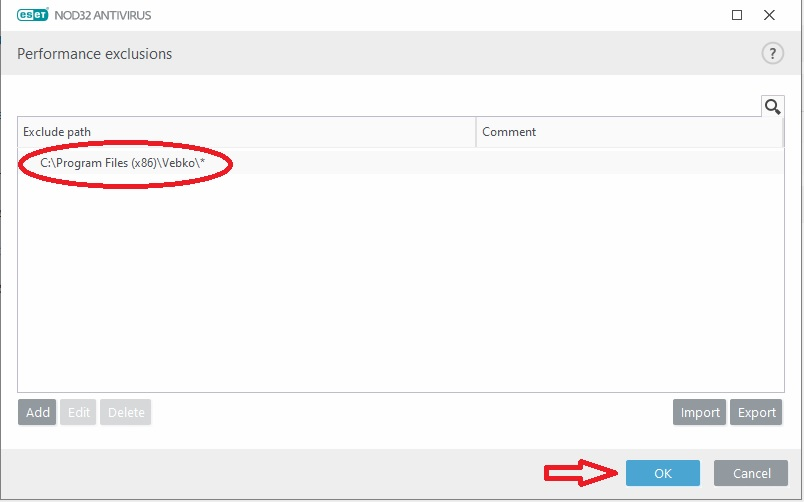 eseT NOD32 ANTIVIRUS
Performance exclusions
?
Exclude path
Comment
C:\Program Files (x86)\Vebko\*
Add Edit Delete Import Export
OK Cancel